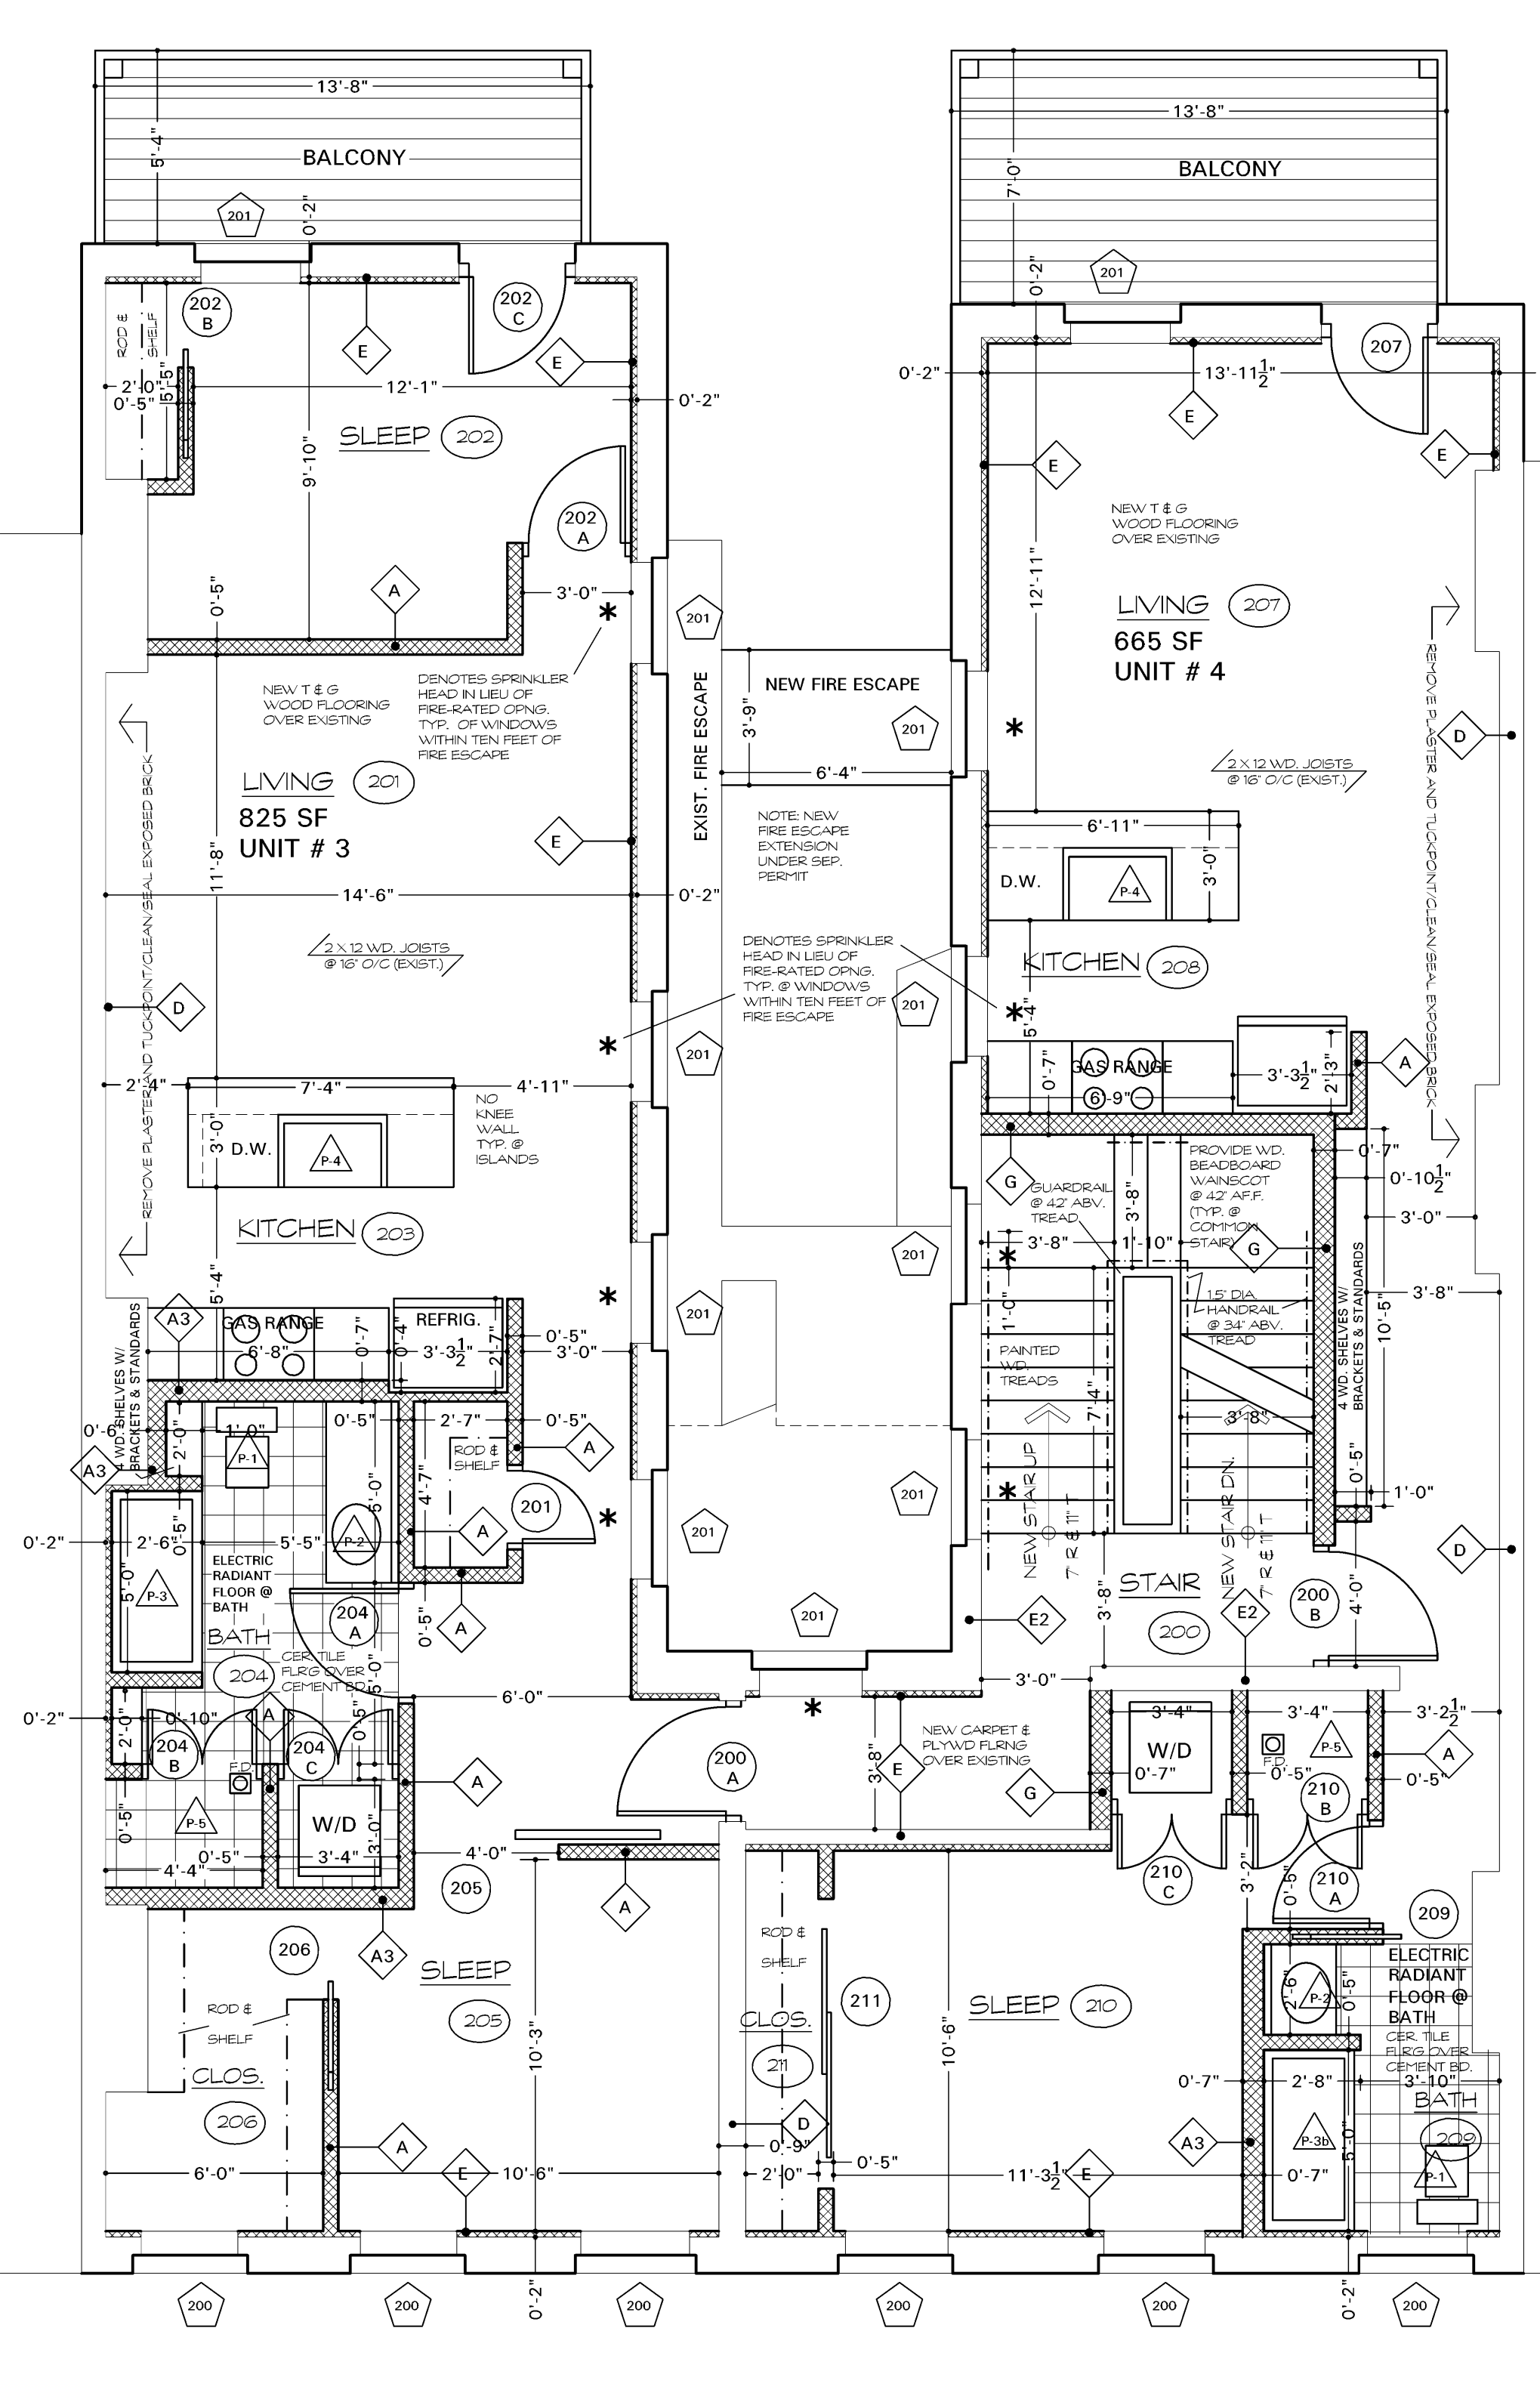 13'-8"
5'-4"
BALCONY
201
0'-2"
13'-8"
7'-0"
BALCONY
201
0'-2"
202
B
202
C
ROD &
SHELF
5'-5"
E
E
2'-0"
0'-5"
12'-1"
0'-2"
SLEEP 202
9'-10"
202
A
A
0'-5"
3'-0"
207
0'-2"
13'-11 1/2"
E
E
E
NEW T & G
WOOD FLOORING
OVER EXISTING
12'-11"
LIVING 207
665 SF
UNIT # 4
REMOVE PLASTER AND TUCKPOINT/CLEAN/SEAL EXPOSED BRICK
D
2 X 12 WD. JOISTS
@ 16" O/C (EXIST.)
NEW T & G
WOOD FLOORING
OVER EXISTING
DENOTES SPRINKLER
HEAD IN LIEU OF
FIRE-RATED OPNG.
TYP. OF WINDOWS
WITHIN TEN FEET OF
FIRE ESCAPE
201
EXIST. FIRE ESCAPE
NEW FIRE ESCAPE
3'-9"
201
6'-4"
LIVING 201
825 SF
UNIT # 3
REMOVE PLASTER AND TUCKPOINT/CLEAN/SEAL EXPOSED BRICK
11'-8"
E
14'-6"
0'-2"
2 X 12 WD. JOISTS
@ 16" O/C (EXIST.)
D
NOTE: NEW
FIRE ESCAPE
EXTENSION
UNDER SEP.
PERMIT
DENOTES SPRINKLER
HEAD IN LIEU OF
FIRE-RATED OPNG.
TYP. @ WINDOWS
WITHIN TEN FEET OF
FIRE ESCAPE
201
201
6'-11"
D.W.
P-4
3'-0"
KITCHEN 208
5'-4"
GAS RANGE
0'-7"
6'-9"
3'-3 1/2"
2'-3"
A
2'-4"
7'-4"
4'-11"
3'-0"
D.W.
P-4
NO
KNEE
WALL
TYP. @
ISLANDS
KITCHEN 203
5'-4"
G
GUARDRAIL
@ 42" ABV.
TREAD
3'-8"
PROVIDE WD.
BEADBOARD
WAINSCOT
@ 42" A.F.F.
(TYP. @
COMMON
STAIR)
G
0'-7"
0'-10 1/2"
3'-0"
3'-8"
1'-10"
3'-8"
1'-0"
1.5" DIA.
HANDRAIL
@ 34" ABV.
TREAD
PAINTED
WD.
TREADS
7'-4"
3'-8"
4 WD. SHELVES W/
BRACKETS & STANDARDS
10'-5"
0'-5"
1'-0"
NEW STAIR UP
7" R & 11" T
NEW STAIR DN.
7" R & 11" T
201
201
201
201
201
A3
GAS RANGE
6'-8"
0'-7"
0'-4"
REFRIG.
3'-3 1/2"
2'-7"
0'-5"
3'-0"
4 WD. SHELVES W/
BRACKETS & STANDARDS
0'-6"
A3
2'-0"
1'-0"
P-1
0'-5"
2'-7"
0'-5"
ROD &
SHELF
4'-7"
A
A
201
A
0'-5"
0'-2"
2'-6"
0'-5"
5'-5"
5'-0"
P-2
5'-0"
P-3
ELECTRIC
RADIANT
FLOOR @
BATH
204
A
BATH
204
CER. TILE
FLRG OVER
CEMENT BD.
5'-0"
6'-0"
0'-2"
2'-0"
0'-10"
204
B
A
204
C
0'-5"
F.D.
P-5
0'-5"
W/D
3'-0"
0'-5"
3'-4"
4'-4"
A
4'-0"
205
A
A3
STAIR
200
3'-8"
E2
E2
200
B
4'-0"
D
3'-0"
200
A
3'-8"
E
NEW CARPET &
PLYWD FLRNG
OVER EXISTING
G
3'-4"
W/D
0'-7"
3'-4"
F.D.
P-5
0'-5"
3'-2 1/2"
A
0'-5"
210
B
210
C
3'-2"
0'-5"
210
A
209
206
SLEEP
205
ROD &
SHELF
CLOS.
206
10'-3"
A
E
6'-0"
10'-6"
ROD &
SHELF
CLOS.
211
211
D
0'-9"
2'-0"
0'-5"
SLEEP 210
10'-6"
11'-3 1/2"
E
2'-6"
P-2
0'-5"
ELECTRIC
RADIANT
FLOOR @
BATH
CER. TILE
FLRG OVER
CEMENT BD.
0'-7"
2'-8"
3'-10"
BATH
209
A3
P-3b
5'-0"
0'-7"
P-1
200
200
0'-2"
200
200
200
0'-2"
200